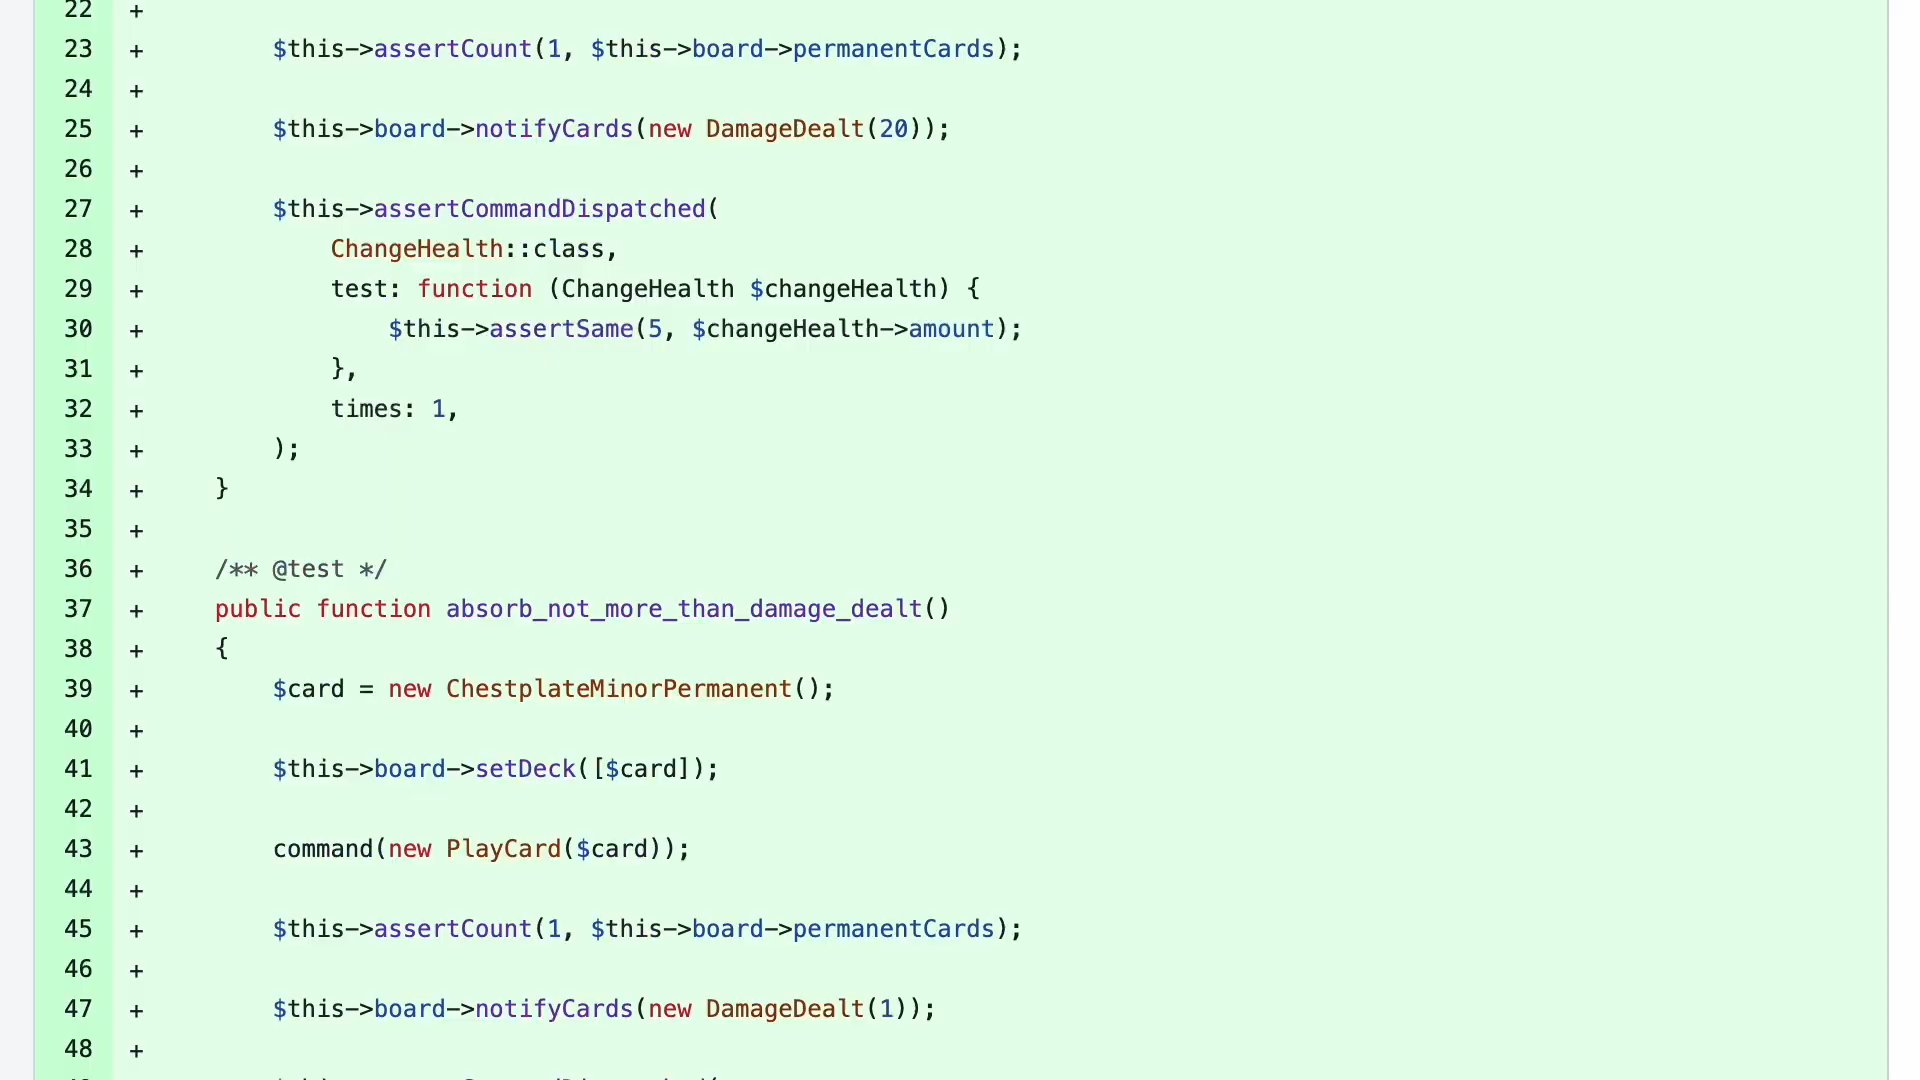 22 +
23 + $this->assertCount(1, $this->board->permanentCards);
24 +
25 + $this->board->notifyCards(new DamageDealt(20));
26 +
27 + $this->assertCommandDispatched(
28 + ChangeHealth::class,
29 + test: function (ChangeHealth $changeHealth) {
30 + $this->assertSame(5, $changeHealth->amount);
31 + },
32 + times: 1,
33 + );
34 + }
35 +
36 + /** @test */
37 + public function absorb_not_more_than_damage_dealt()
38 + {
39 + $card = new ChestplateMinorPermanent();
40 +
41 + $this->board->setDeck([$card]);
42 +
43 + command(new PlayCard($card));
44 +
45 + $this->assertCount(1, $this->board->permanentCards);
46 +
47 + $this->board->notifyCards(new DamageDealt(1));
48 +